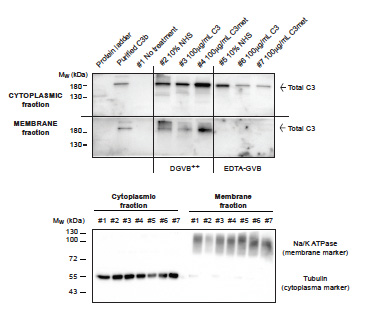 Protein ladder
Purified C3b
#1 No treatment
#2 10% NHS
#3 100µg/mL C3
#4 100µg/mL C3met
#5 10% NHS
#6 100µg/mL C3
#7 100µg/mL C3met
Mw (kDa)
180
130
CYTOPLASMIC
fraction
Total C3
MEMBRANE
fraction
180
130
Total C3
DGVB++
EDTA-GVB
Cytoplasmic
fraction
Membrane
fraction
Mw (kDa)
#1 #2 #3 #4 #5 #6 #7
#1 #2 #3 #4 #5 #6 #7
130
100
72
55
43
Na/K ATPase
(membrane marker)
Tubulin
(cytoplasma marker)